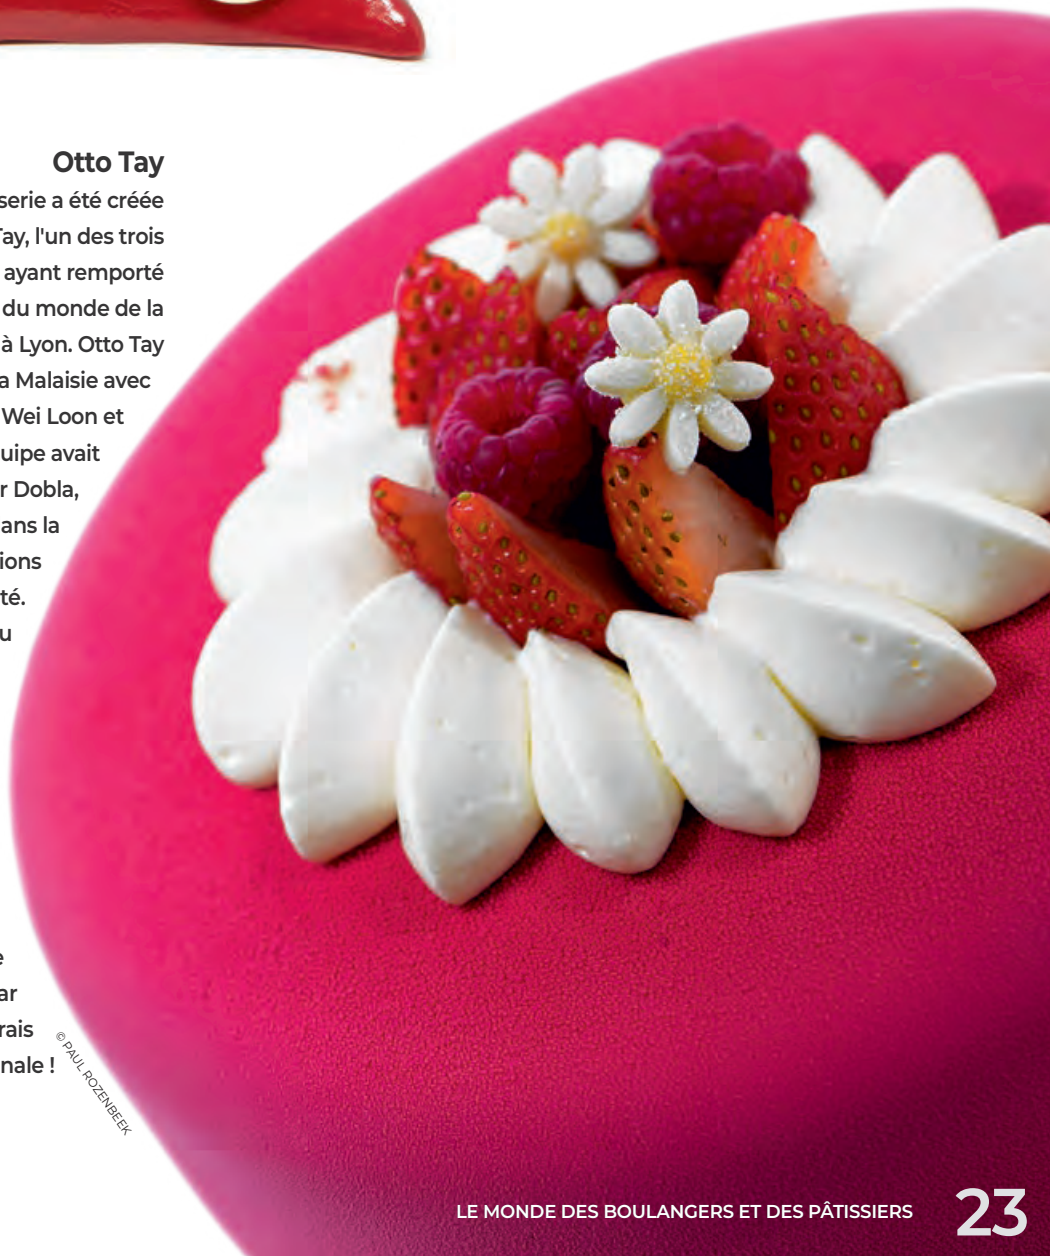 Otto Tay
serie a été créée
Tay, l'un des trois
ayant remporté
du monde de la
à Lyon. Otto Tay
a Malaisie avec
Wei Loon et
uipe avait
r Dobla,
ans la
ions
té.
u
e
ar
rais
nale !
© PAUL ROZENBEEK
LE MONDE DES BOULANGERS ET DES PÂTISSIERS
23